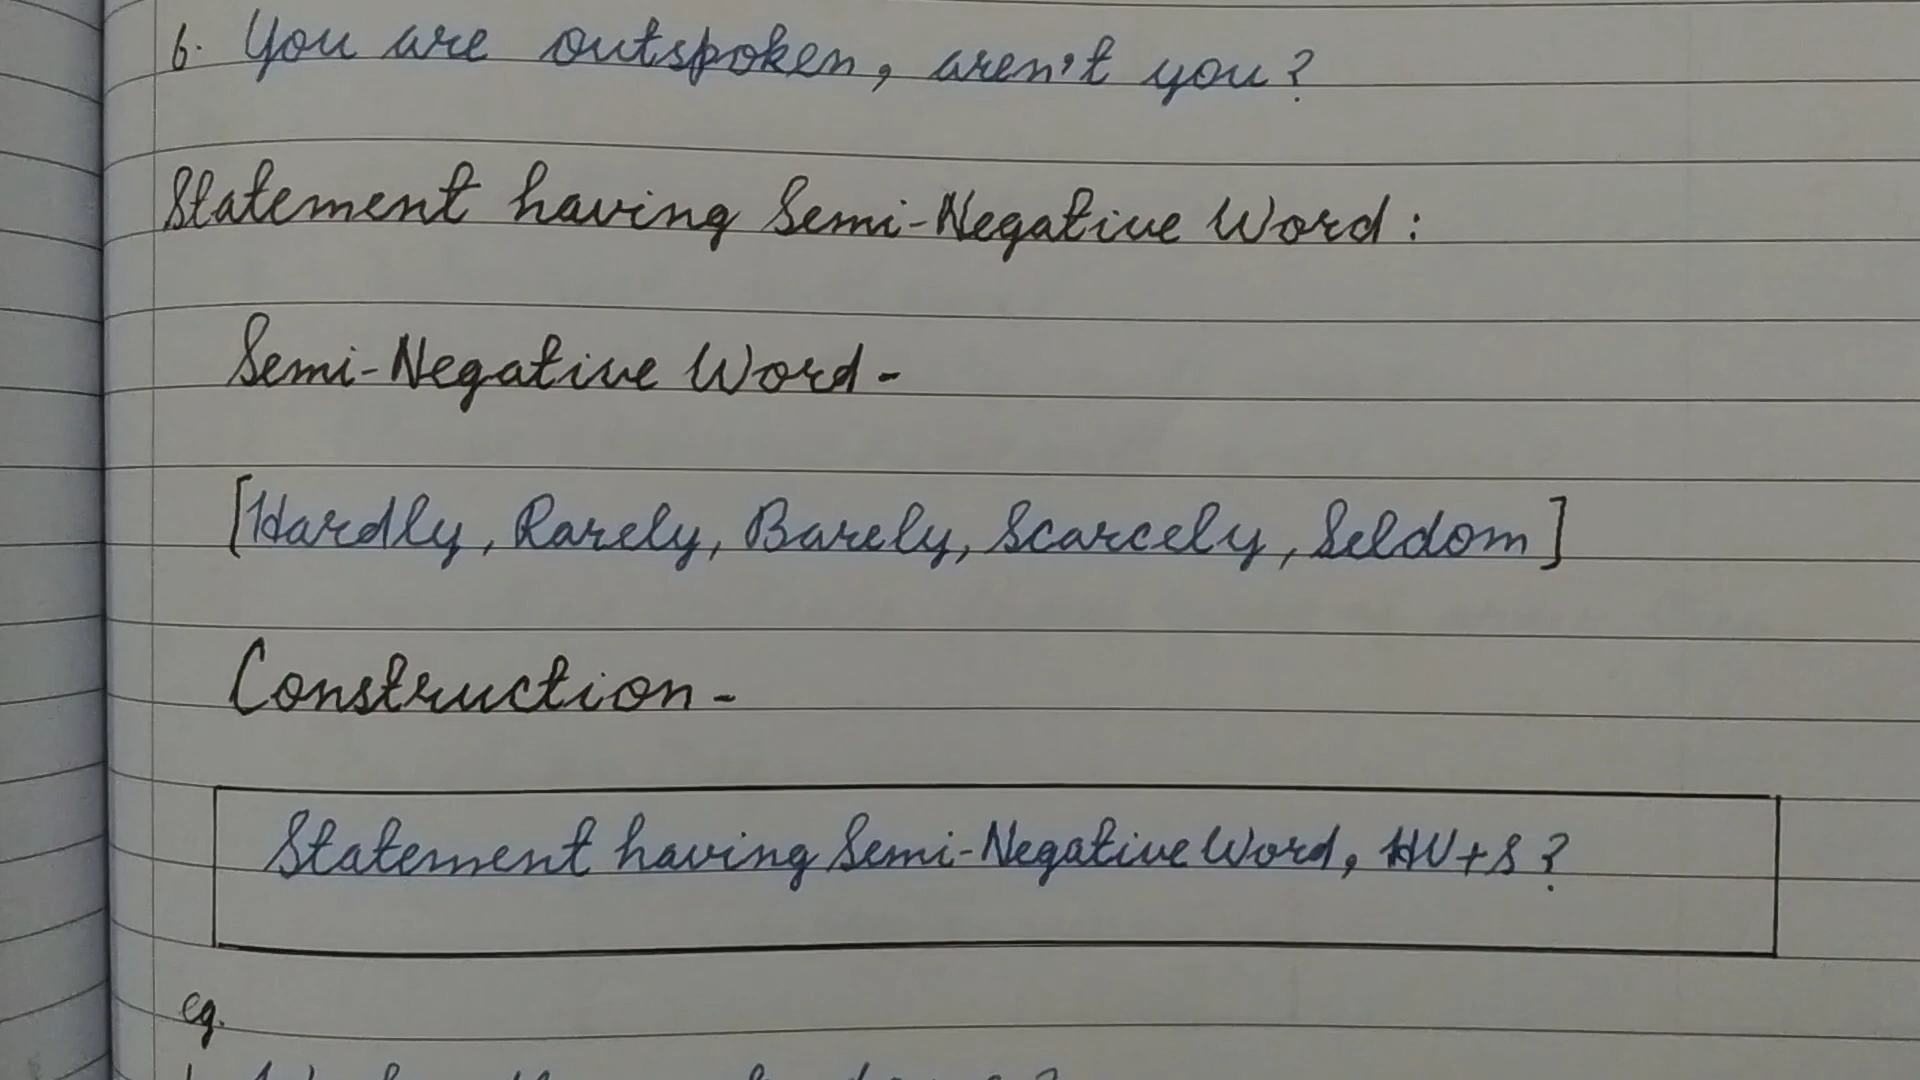 6. You are outspoken, aren't you?
Statement having Semi-Negative Word:
Semi-Negative Word-
[Hardly, Rarely, Barely, Scarcely, Seldom]
Construction-
Statement having Semi-Negative Word, HV+S?
eg.